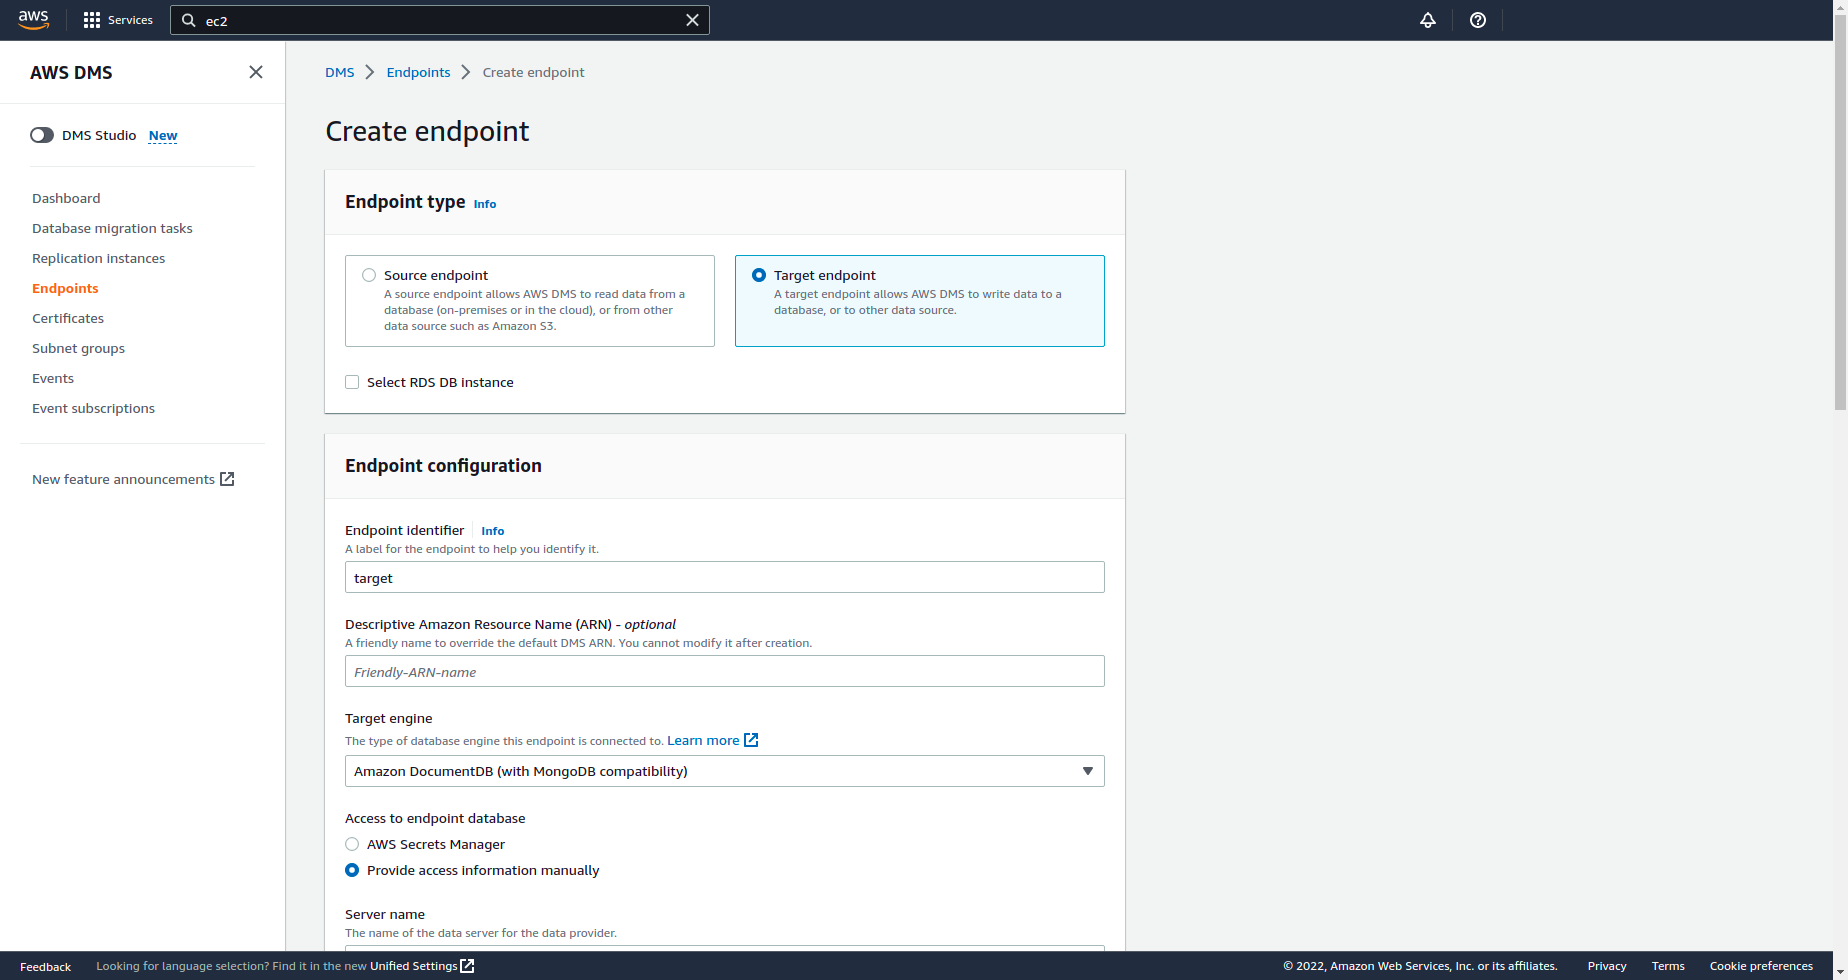 aws
Services
ec2
AWS DMS
DMS Studio New
Dashboard
Database migration tasks
Replication instances
Endpoints
Certificates
Subnet groups
Events
Event subscriptions
New feature announcements
DMS Endpoints Create endpoint
Create endpoint
Endpoint type Info
Source endpoint
A source endpoint allows AWS DMS to read data from a
database (on-premises or in the cloud), or from other
data source such as Amazon S3.
Target endpoint
A target endpoint allows AWS DMS to write data to a
database, or to other data source.
Select RDS DB instance
Endpoint configuration
Endpoint identifier Info
A label for the endpoint to help you identify it.
target
Descriptive Amazon Resource Name (ARN) - optional
A friendly name to override the default DMS ARN. You cannot modify it after creation.
Friendly-ARN-name
Target engine
The type of database engine this endpoint is connected to. Learn more
Amazon DocumentDB (with MongoDB compatibility)
Access to endpoint database
AWS Secrets Manager
Provide access information manually
Server name
The name of the data server for the data provider.
Feedback
Looking for language selection? Find it in the new Unified Settings
© 2022, Amazon Web Services, Inc. or its affiliates.
Privacy
Terms
Cookie preferences